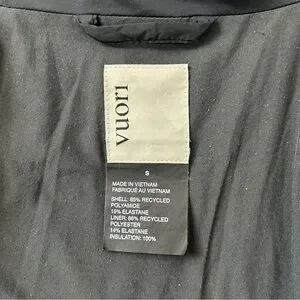 vuori
S
MADE IN VIETNAM
FABRIQUÉ AU VIETNAM
SHELL: 85% RECYCLED
POLYAMIDE
15% ELASTANE
LINER: 86% RECYCLED
POLYESTER
14% ELASTANE
INSULATION: 100%